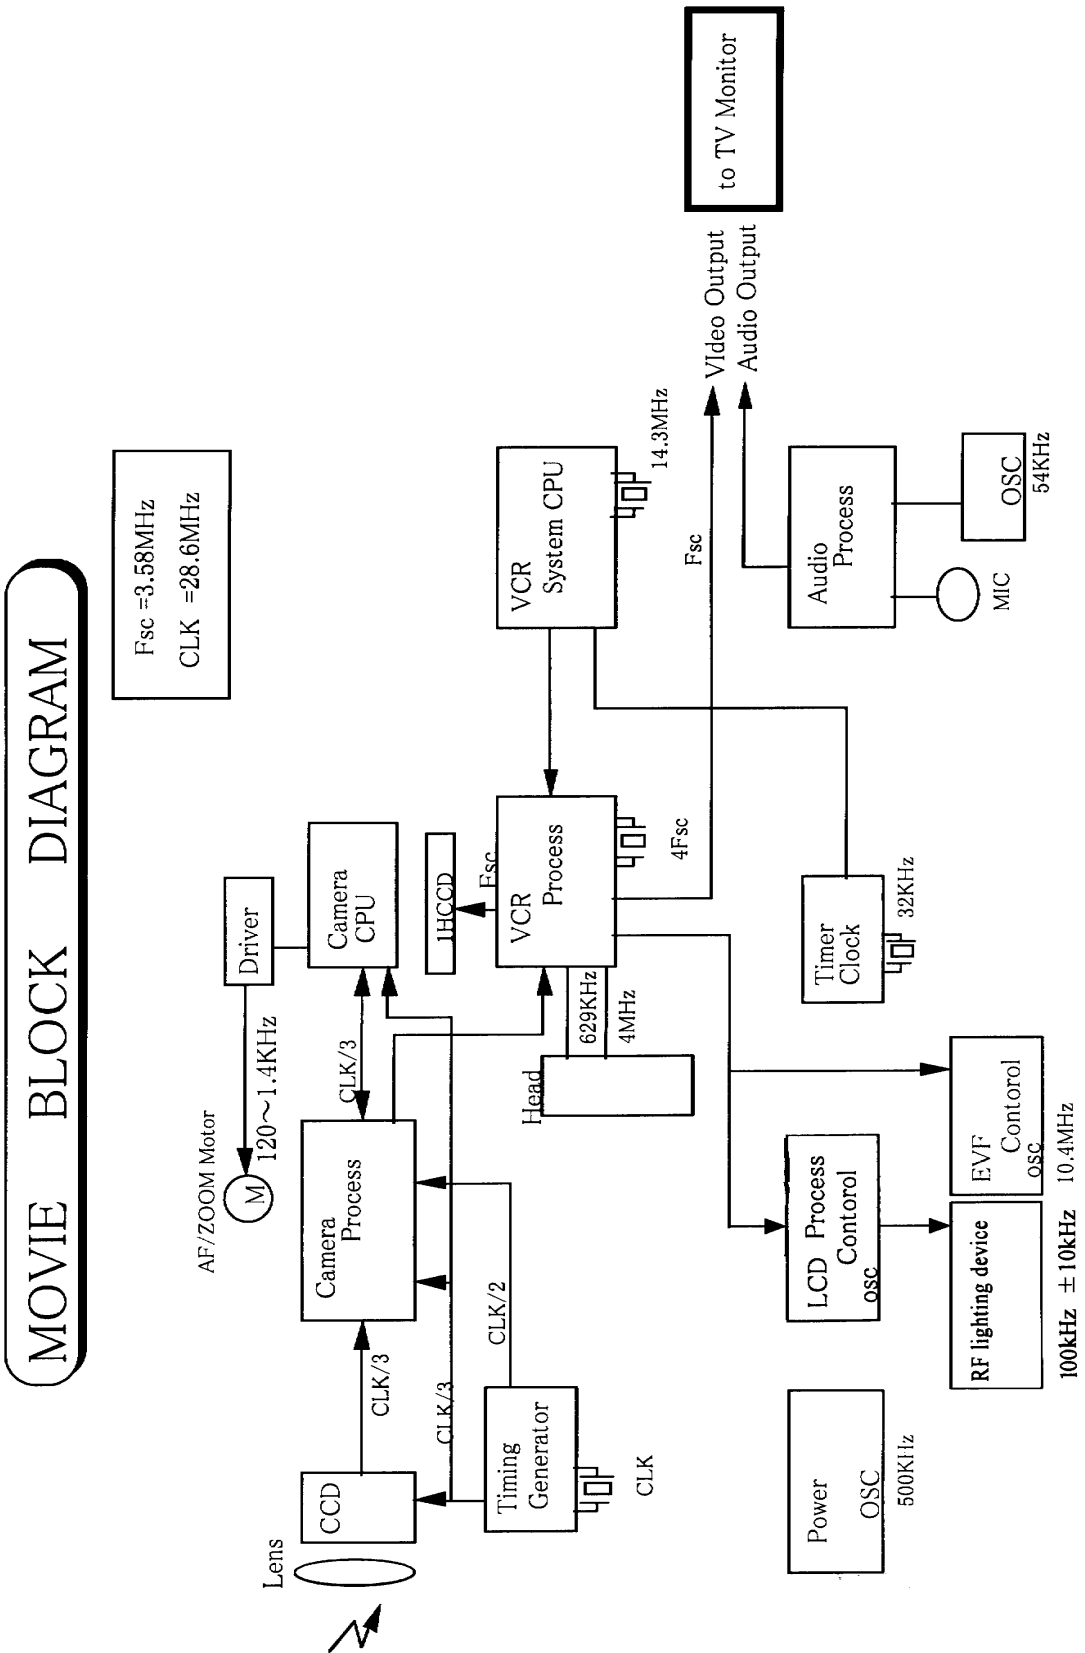 MOVIE BLOCK DIAGRAM
Fsc =3.58MHz
CLK =28.6MHz
AF/ZOOM Motor
M
120～1.4KHz
Driver
Lens
CCD
CLK/3
Camera
Process
CLK/3
Camera
CPU
1HCCD
Fsc
CLK/3
CLK/2
Timing
Generator
CLK
Head
629KHz
4MHz
VCR
Process
4Fsc
VCR
System CPU
14.3MHz
Fsc
VIdeo Output
Audio Output
to TV Monitor
Power
OSC
500KHz
LCD Process
Contorol
osc
Timer
Clock
32KHz
Audio
Process
RF lighting device
100kHz ±10kHz
EVF
Contorol
osc
10.4MHz
MIC
OSC
54KHz